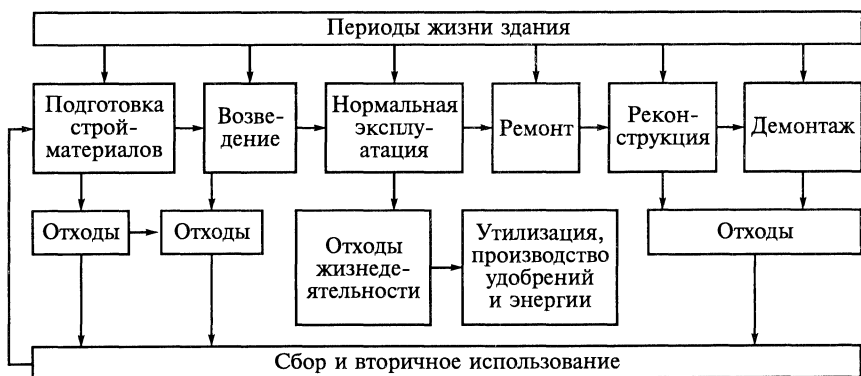 Периоды жизни здания
Подготовка
строй-
материалов
Возве-
дение
Нормальная
эксплу-
атация
Ремонт
Рекон-
струкция
Демонтаж
Отходы
Отходы
Отходы
жизнеде-
ятельности
Утилизация,
производство
удобрений
и энергии
Отходы
Сбор и вторичное использование